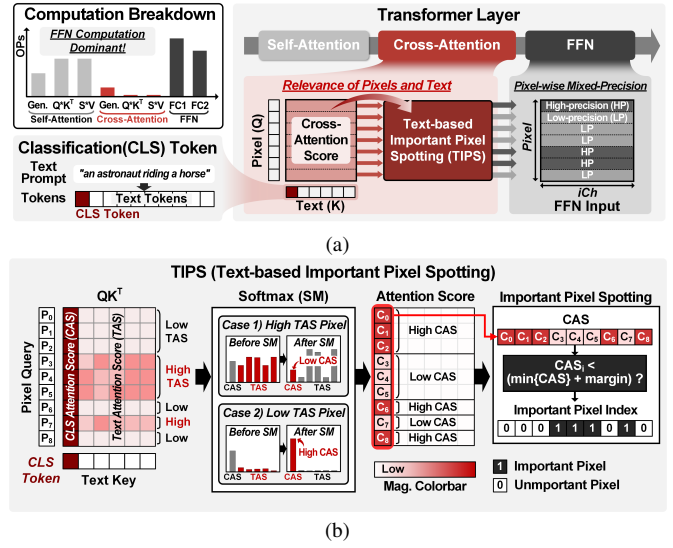 Computation Breakdown
OPs
FFN Computation
Dominant!
Gen. Q*Kᵀ S*V Gen. Q*Kᵀ S*V FC1 FC2
Self-Attention Cross-Attention FFN
Classification(CLS) Token
Text
Prompt
"an astronaut riding a horse"
Tokens
Text Tokens
CLS Token
Transformer Layer
Self-Attention Cross-Attention FFN
Relevance of Pixels and Text
Pixel (Q)
Cross-
Attention
Score
Text (K)
Text-based
Important Pixel
Spotting (TIPS)
Pixel-wise Mixed-Precision
Pixel
High-precision (HP)
Low-precision (LP)
LP
LP
HP
HP
LP
iCh
FFN Input
(a)
TIPS (Text-based Important Pixel Spotting)
QKᵀ
Pixel Query
P₀
P₁
P₂
P₃
P₄
P₅
P₆
P₇
P₈
CLS Attention Score (CAS)
Text Attention Score (TAS)
Low
TAS
High
TAS
Low
High
Low
CLS
Token
Text Key
Softmax (SM)
Case 1) High TAS Pixel
Before SM After SM
Low CAS
CAS TAS CAS TAS
Case 2) Low TAS Pixel
Before SM After SM
High CAS
CAS TAS CAS TAS
Attention Score
C₀
C₁
C₂
C₃
C₄
C₅
C₆
C₇
C₈
High CAS
Low CAS
High CAS
Low CAS
High CAS
Low
Mag. Colorbar
Important Pixel Spotting
CAS
C₀ C₁ C₂ C₃ C₄ C₅ C₆ C₇ C₈
CASᵢ <
(min{CAS} + margin) ?
Important Pixel Index
0 0 0 1 1 1 0 1 0
1 Important Pixel
0 Unmportant Pixel
(b)